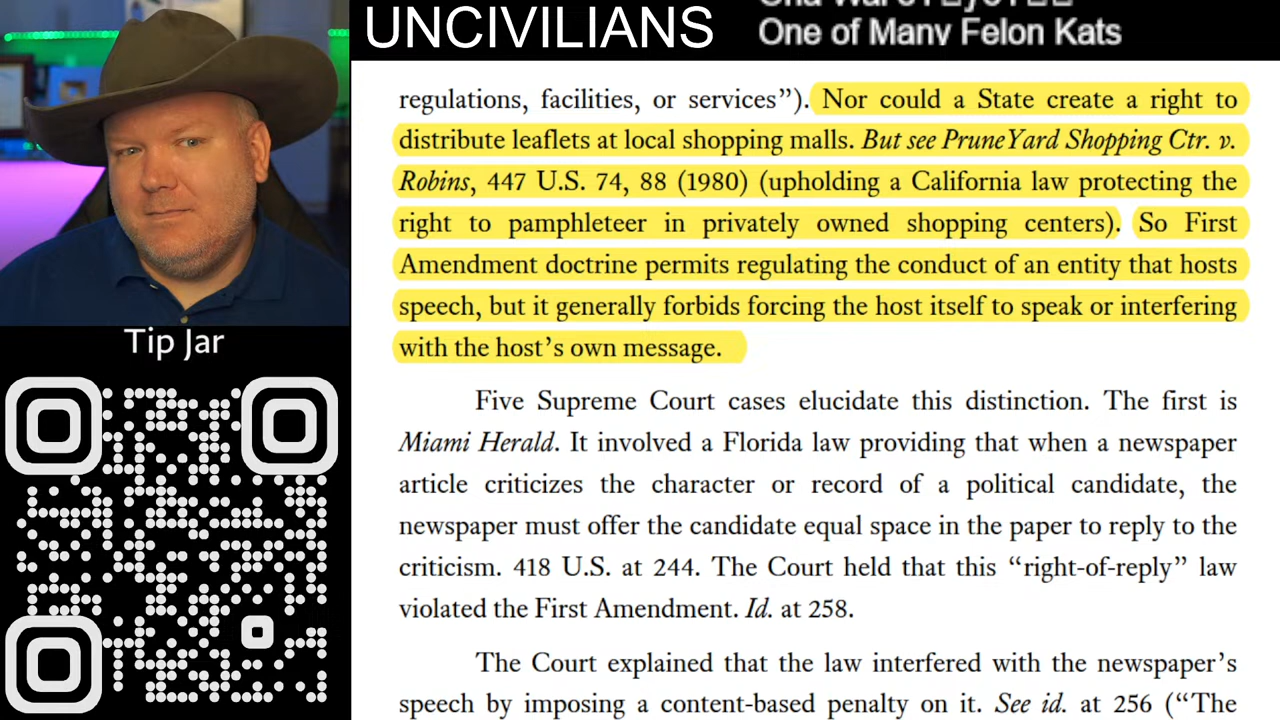 UNCIVILIANS
One of Many Felon Kats
Tip Jar
regulations, facilities, or services”). Nor could a State create a right to
distribute leaflets at local shopping malls. But see PruneYard Shopping Ctr. v.
Robins, 447 U.S. 74, 88 (1980) (upholding a California law protecting the
right to pamphleteer in privately owned shopping centers). So First
Amendment doctrine permits regulating the conduct of an entity that hosts
speech, but it generally forbids forcing the host itself to speak or interfering
with the host’s own message.
Five Supreme Court cases elucidate this distinction. The first is
Miami Herald. It involved a Florida law providing that when a newspaper
article criticizes the character or record of a political candidate, the
newspaper must offer the candidate equal space in the paper to reply to the
criticism. 418 U.S. at 244. The Court held that this “right-of-reply” law
violated the First Amendment. Id. at 258.
The Court explained that the law interfered with the newspaper’s
speech by imposing a content-based penalty on it. See id. at 256 (“The